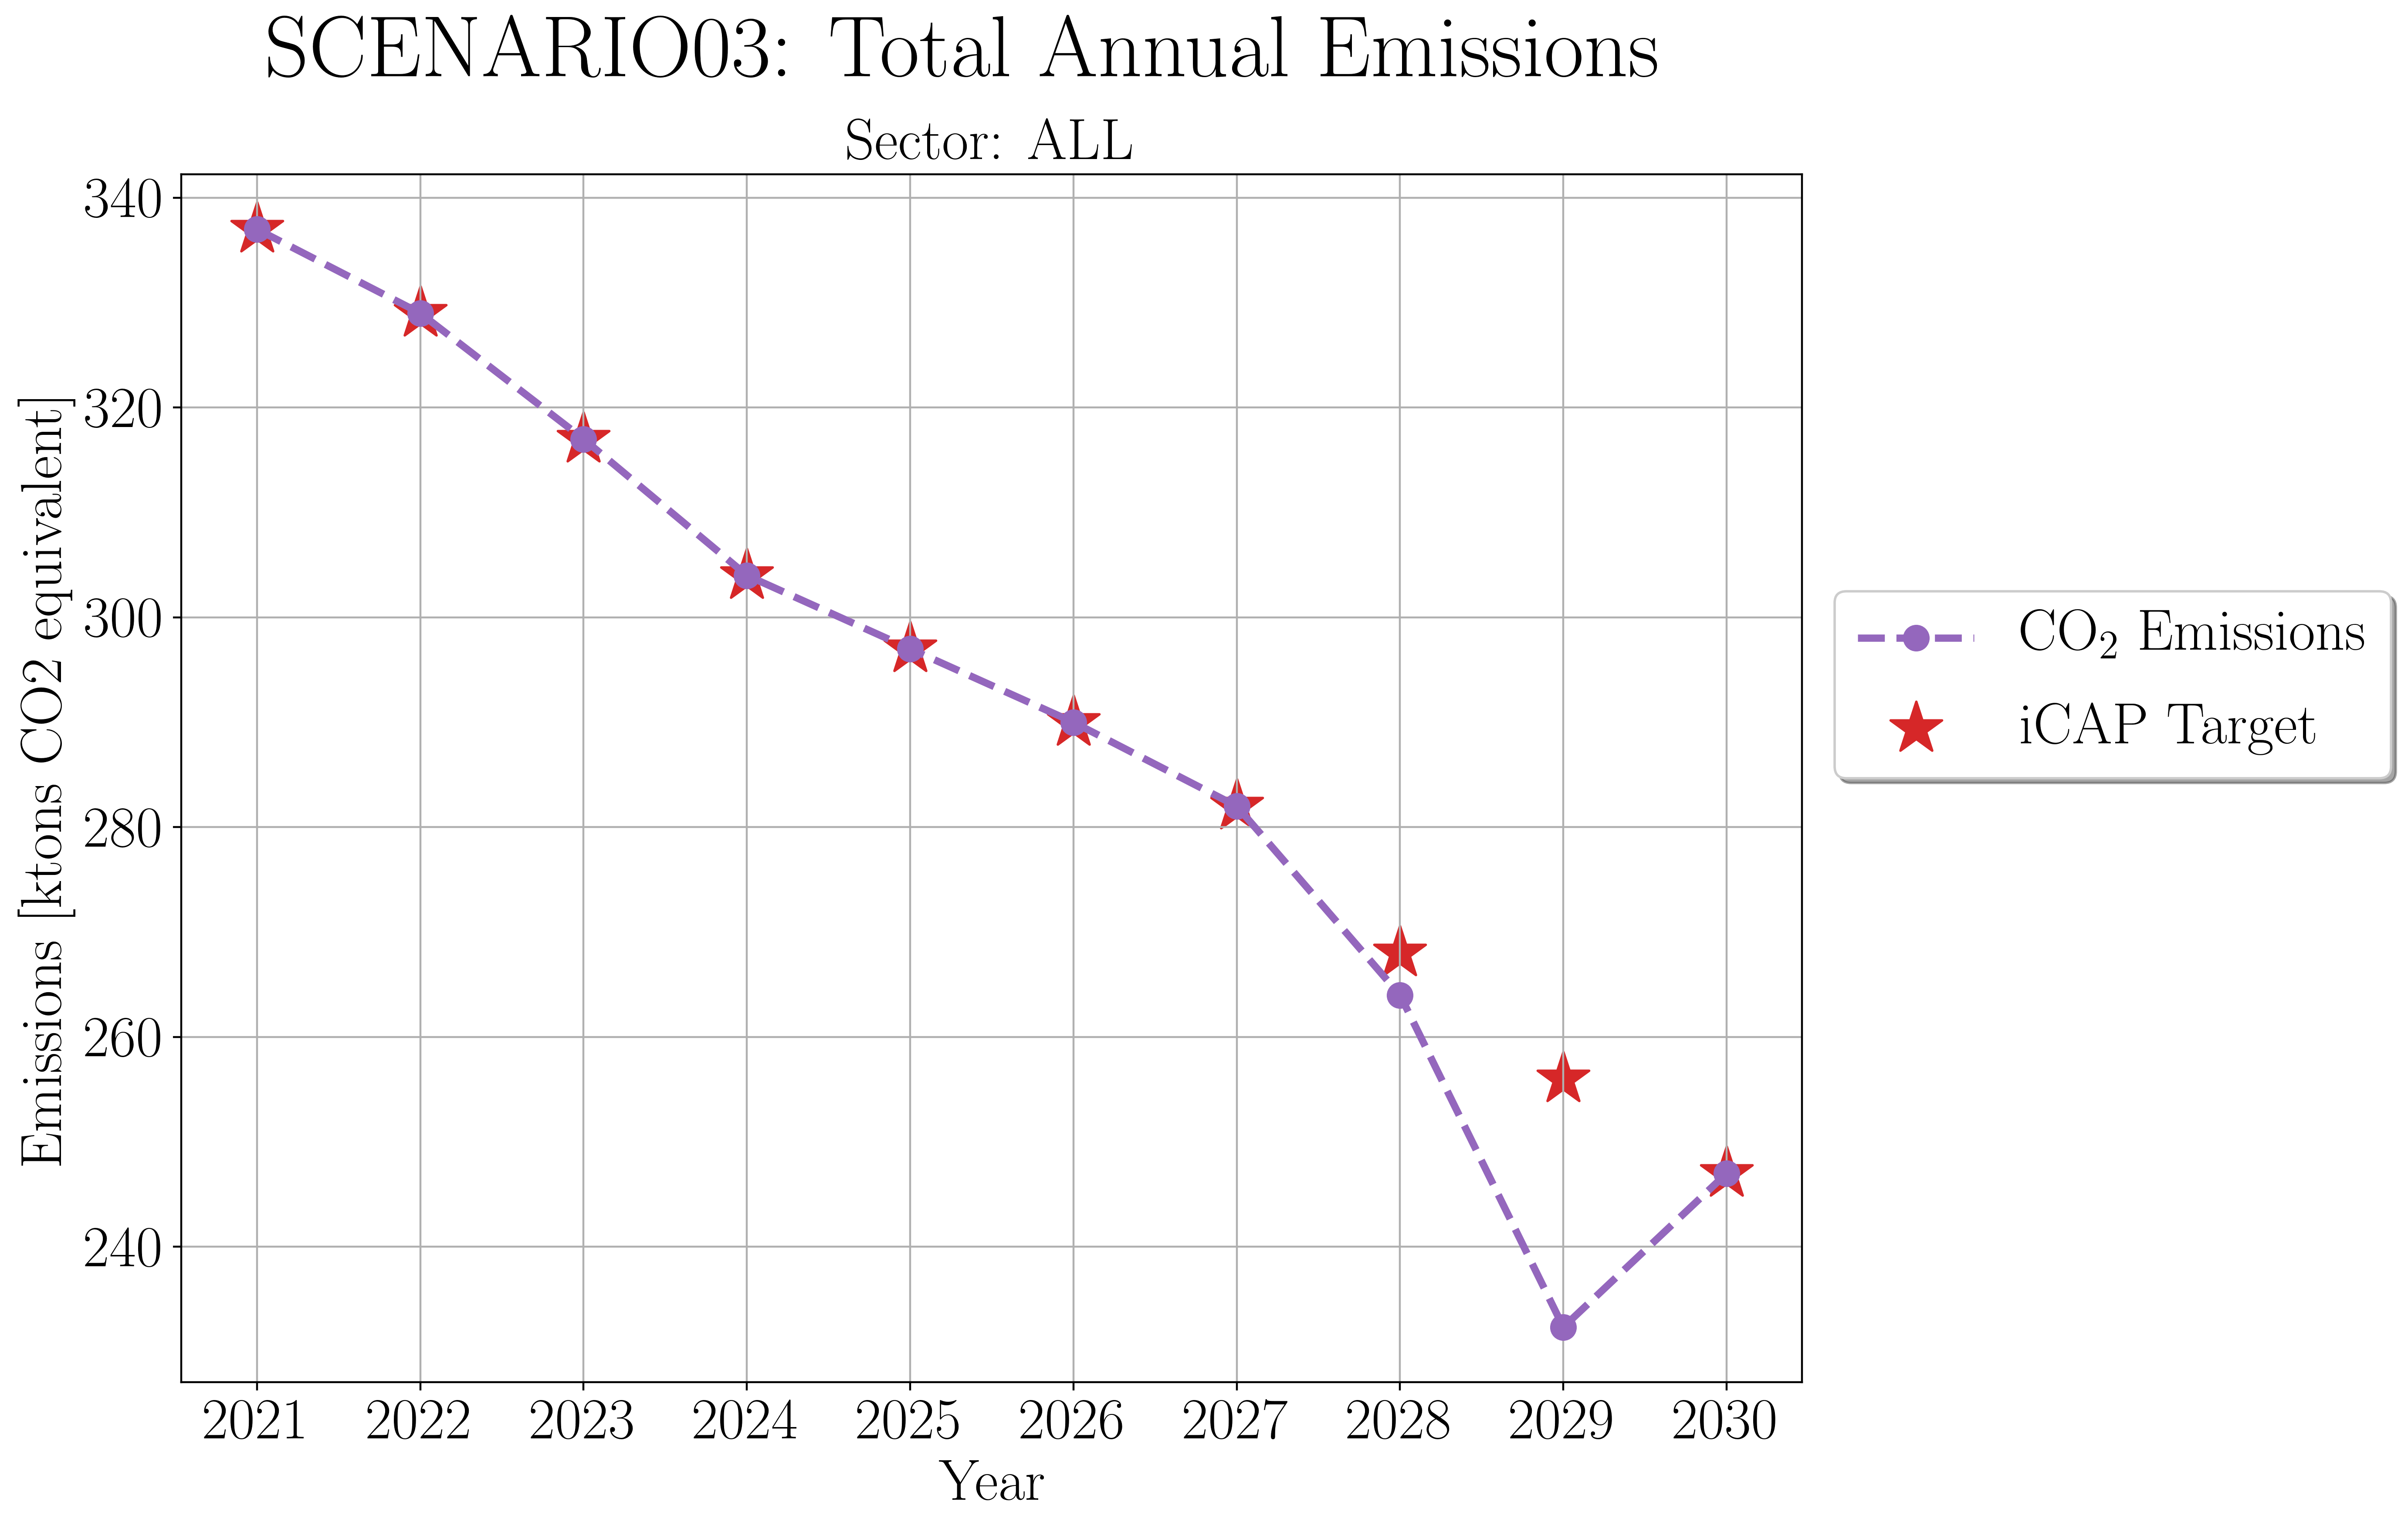 SCENARIO03: Total Annual Emissions
Sector: ALL
Emissions [ktons CO2 equivalent]
340
320
300
280
260
240
2021 2022 2023 2024 2025 2026 2027 2028 2029 2030
Year
CO₂ Emissions
iCAP Target